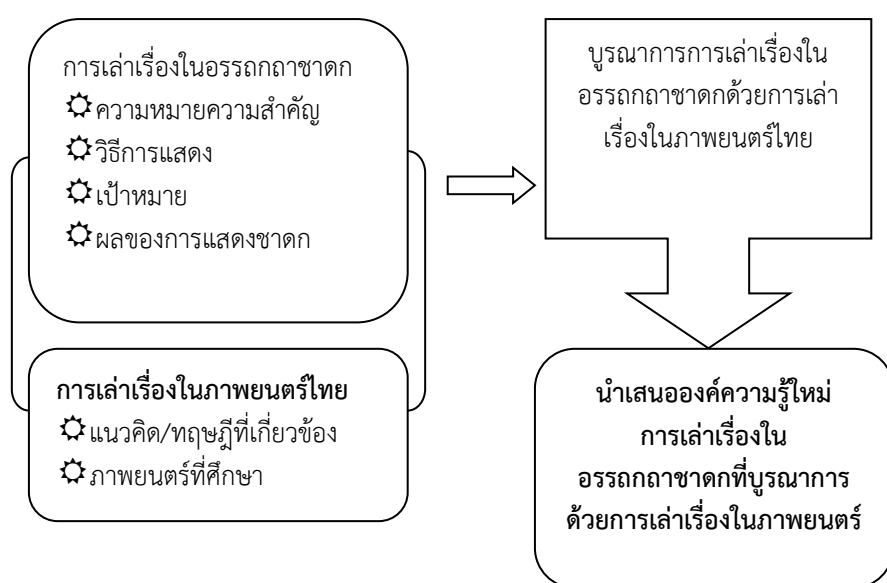 การเล่าเรื่องในอรรถกถาชาดก
ความหมายความสำคัญ
วิธีการแสดง
เป้าหมาย
ผลของการแสดงชาดก
การเล่าเรื่องในภาพยนตร์ไทย
แนวคิด/ทฤษฎีที่เกี่ยวข้อง
ภาพยนตร์ที่ศึกษา
บูรณาการการเล่าเรื่องใน
อรรถกถาชาดกด้วยการเล่า
เรื่องในภาพยนตร์ไทย
นำเสนอองค์ความรู้ใหม่
การเล่าเรื่องใน
อรรถกถาชาดกที่บูรณาการ
ด้วยการเล่าเรื่องในภาพยนตร์